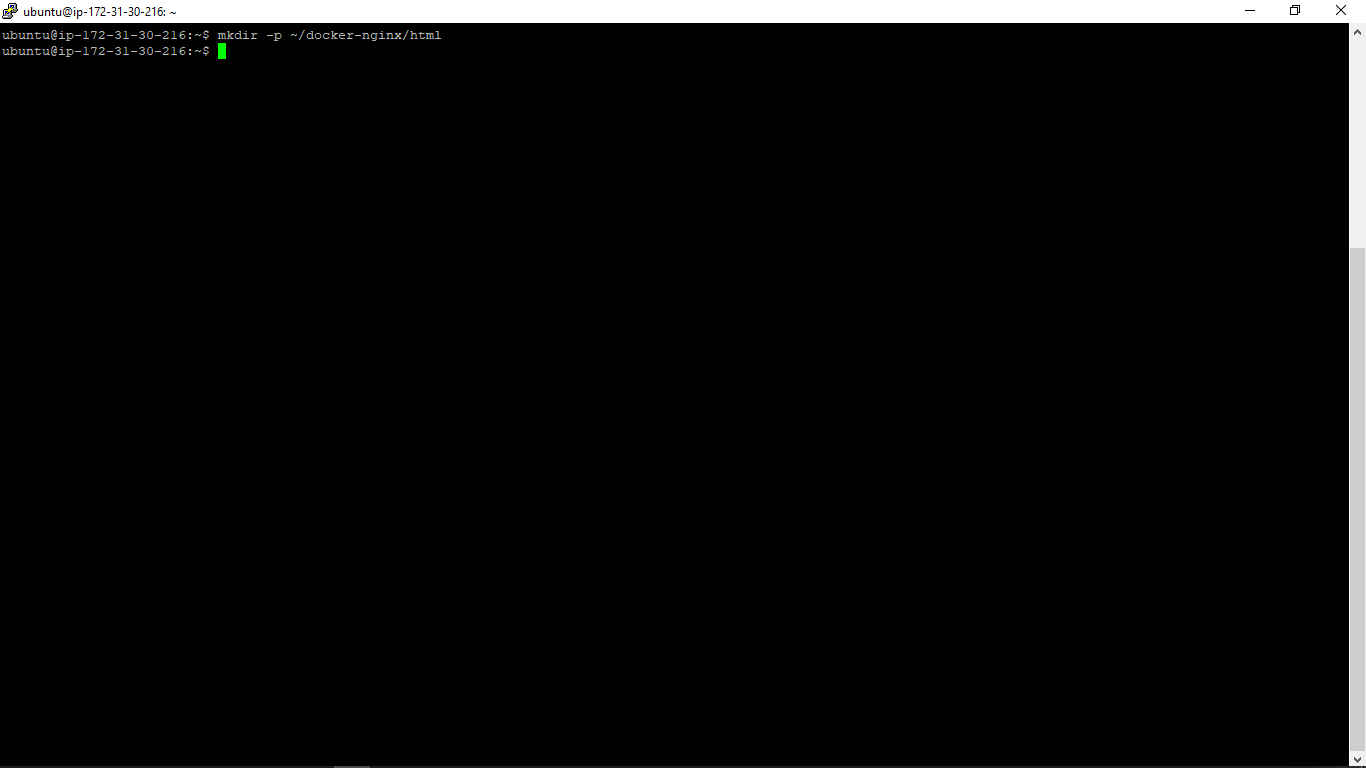 ubuntu@ip-172-31-30-216: ~
ubuntu@ip-172-31-30-216:~$ mkdir -p ~/docker-nginx/html
ubuntu@ip-172-31-30-216:~$